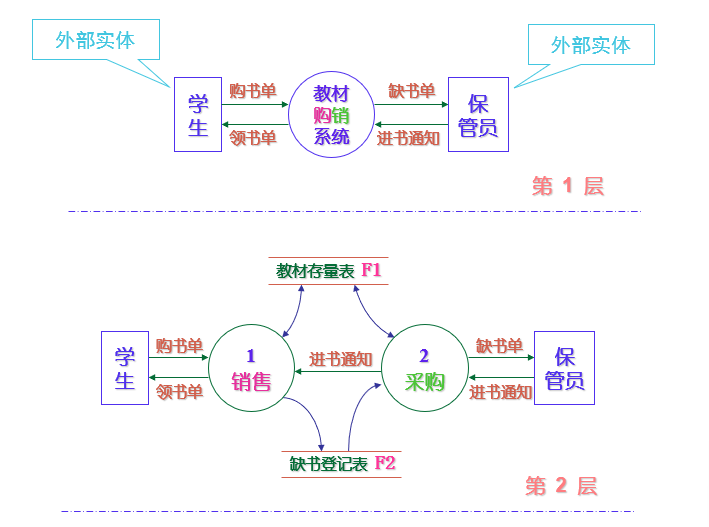 外部实体
外部实体
学
生
购书单
领书单
教材
购销
系统
缺书单
进书通知
保
管员
第 1 层
教材存量表 F1
学
生
购书单
领书单
1
销售
进书通知
2
采购
缺书单
进书通知
保
管员
缺书登记表 F2
第 2 层